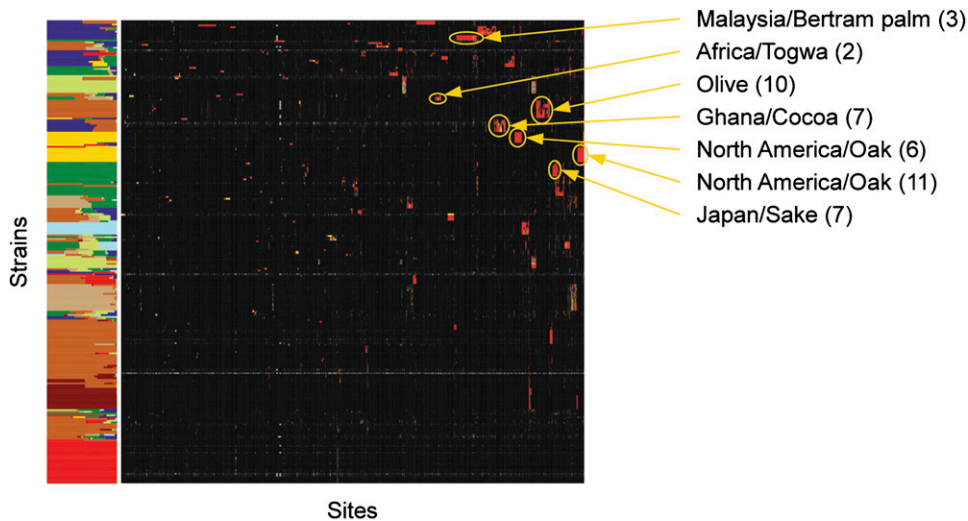 Malaysia/Bertram palm (3)
Africa/Togwa (2)
Olive (10)
Ghana/Cocoa (7)
North America/Oak (6)
North America/Oak (11)
Japan/Sake (7)
Strains
Sites